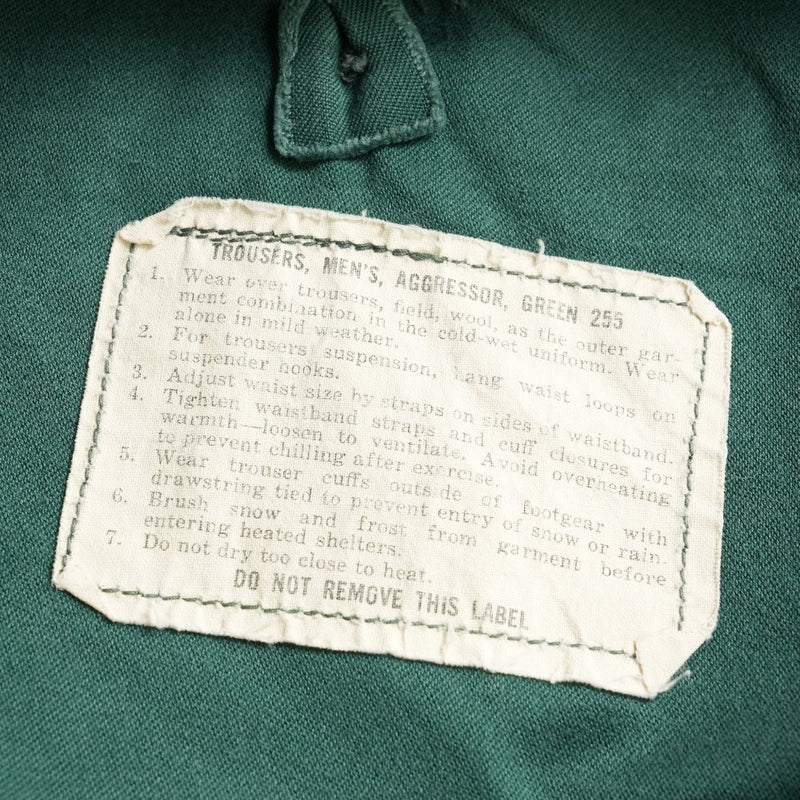 TROUSERS, MEN'S, AGGRESSOR, GREEN 255
1. Wear over trousers, field, wool, as the outer gar-
ment combination in the cold-wet uniform. Wear
alone in mild weather.
2. For trousers suspension, hang waist loops on
suspender hooks.
3. Adjust waist size by straps on sides of waistband.
4. Tighten waistband straps and cuff closures for
warmth—loosen to ventilate. Avoid overheating
to prevent chilling after exercise.
5. Wear trouser cuffs outside of footgear with
drawstring tied to prevent entry of snow or rain.
6. Brush snow and frost from garment before
entering heated shelters.
7. Do not dry too close to heat.
DO NOT REMOVE THIS LABEL